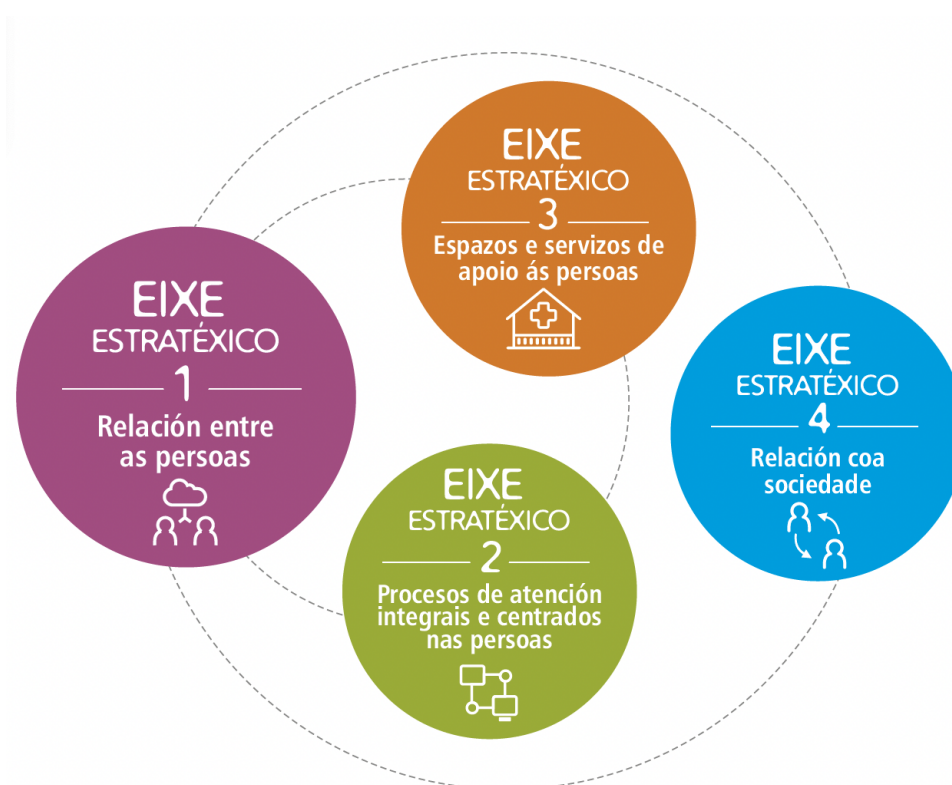 EIXE
ESTRATÉXICO
1
Relación entre
as persoas
EIXE
ESTRATÉXICO
2
Procesos de atención
integrais e centrados
nas persoas
EIXE
ESTRATÉXICO
3
Espazos e servizos de
apoio ás persoas
EIXE
ESTRATÉXICO
4
Relación coa
sociedade